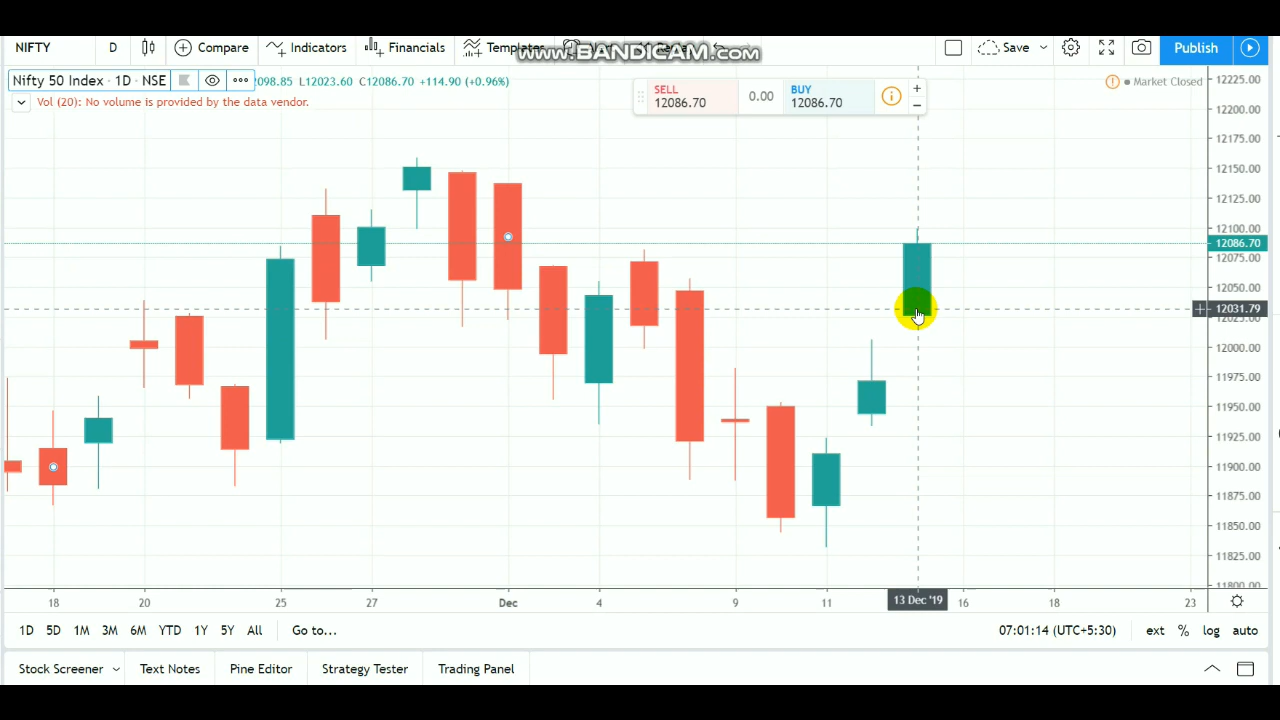 NIFTY D Compare Indicators Financials Templates Save Publish
www.BANDICAM.com
Nifty 50 Index · 1D · NSE 098.85 L12023.60 C12086.70 +114.90 (+0.96%)
Vol (20): No volume is provided by the data vendor.
SELL
12086.70
0.00
BUY
12086.70
Market Closed
12225.00
12200.00
12175.00
12150.00
12125.00
12100.00
12086.70
12075.00
12050.00
12031.79
12025.00
12000.00
11975.00
11950.00
11925.00
11900.00
11875.00
11850.00
11825.00
11800.00
18 20 25 27 Dec 4 9 11 13 Dec '19 16 18 23
1D 5D 1M 3M 6M YTD 1Y 5Y All Go to... 07:01:14 (UTC+5:30) ext % log auto
Stock Screener Text Notes Pine Editor Strategy Tester Trading Panel